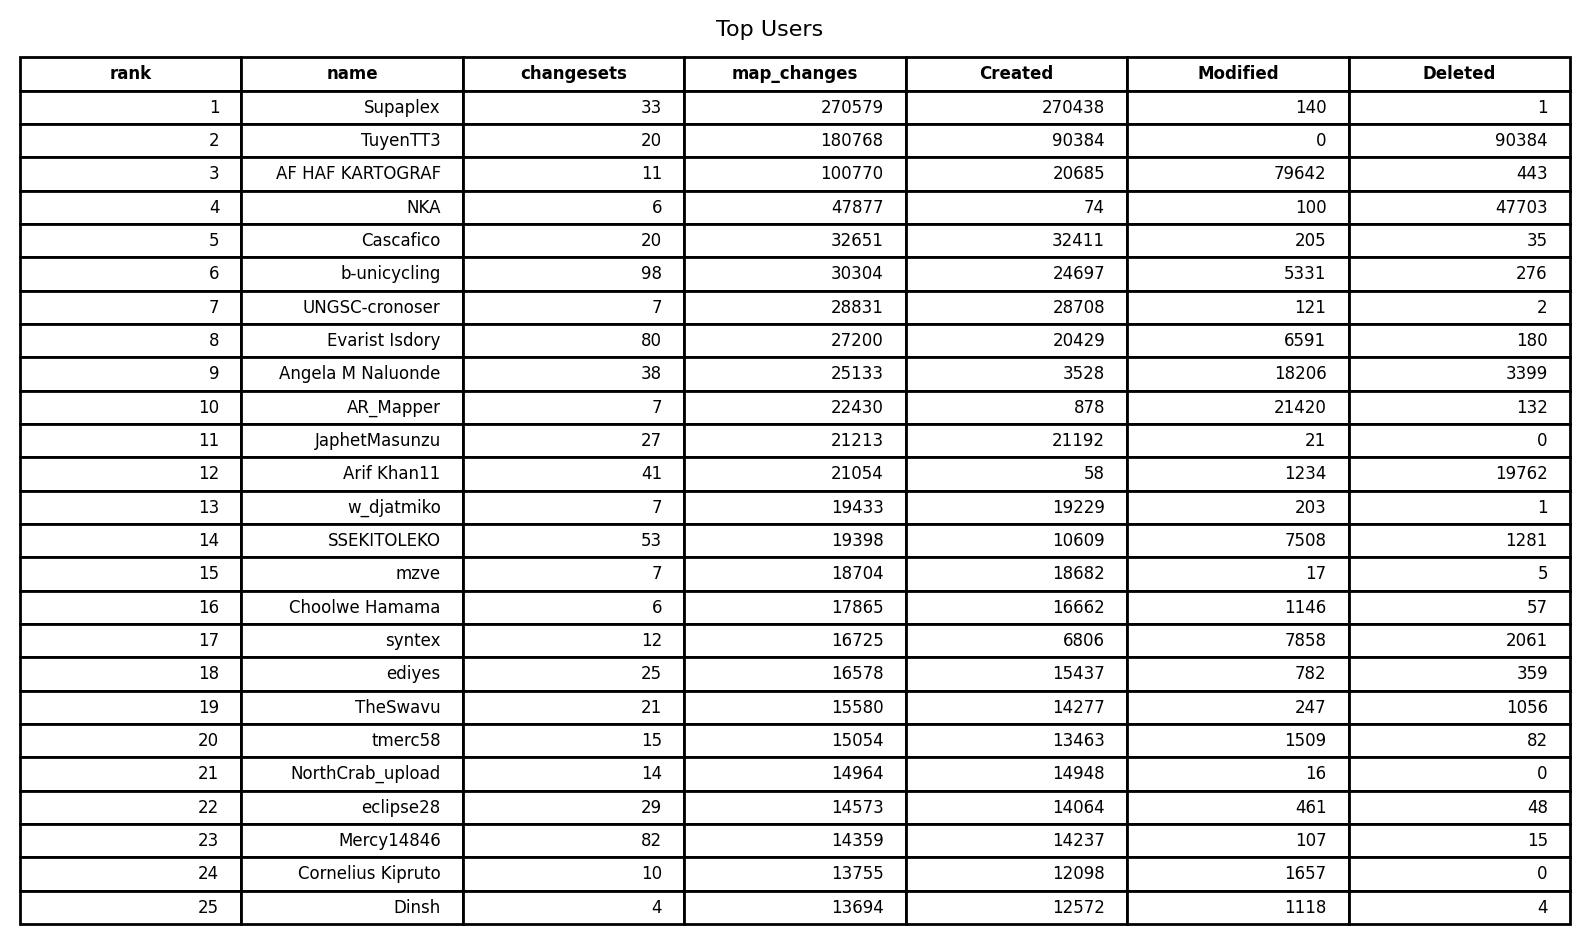 Top Users
rank name changesets map_changes Created Modified Deleted
1 Supaplex 33 270579 270438 140 1
2 TuyenTT3 20 180768 90384 0 90384
3 AF HAF KARTOGRAF 11 100770 20685 79642 443
4 NKA 6 47877 74 100 47703
5 Cascafico 20 32651 32411 205 35
6 b-unicycling 98 30304 24697 5331 276
7 UNGSC-cronoser 7 28831 28708 121 2
8 Evarist Isdory 80 27200 20429 6591 180
9 Angela M Naluonde 38 25133 3528 18206 3399
10 AR_Mapper 7 22430 878 21420 132
11 JaphetMasunzu 27 21213 21192 21 0
12 Arif Khan11 41 21054 58 1234 19762
13 w_djatmiko 7 19433 19229 203 1
14 SSEKITOLEKO 53 19398 10609 7508 1281
15 mzve 7 18704 18682 17 5
16 Choolwe Hamama 6 17865 16662 1146 57
17 syntex 12 16725 6806 7858 2061
18 ediyes 25 16578 15437 782 359
19 TheSwavu 21 15580 14277 247 1056
20 tmerc58 15 15054 13463 1509 82
21 NorthCrab_upload 14 14964 14948 16 0
22 eclipse28 29 14573 14064 461 48
23 Mercy14846 82 14359 14237 107 15
24 Cornelius Kipruto 10 13755 12098 1657 0
25 Dinsh 4 13694 12572 1118 4